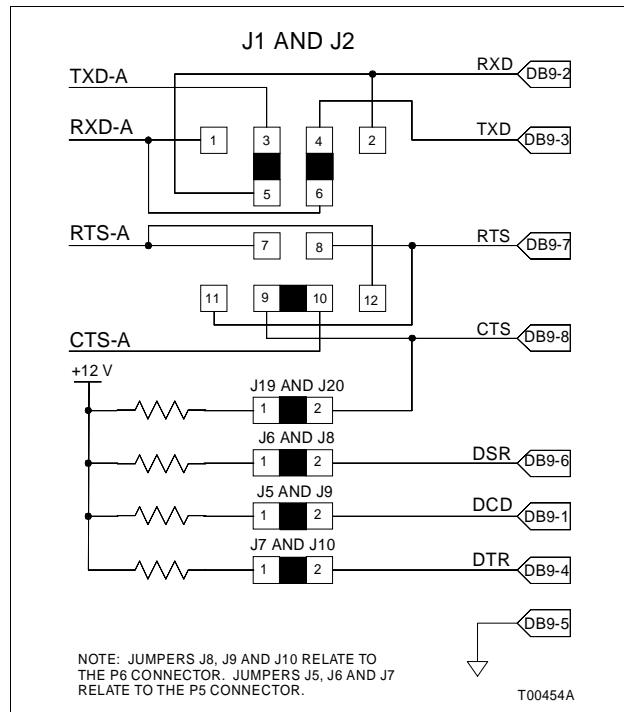 J1 AND J2
TXD-A
RXD
DB9-2
RXD-A
1
3
4
2
TXD
DB9-3
5
6
RTS-A
7
8
RTS
DB9-7
11
9
10
12
CTS-A
CTS
DB9-8
+12 V
J19 AND J20
1
2
J6 AND J8
1
2
DSR
DB9-6
J5 AND J9
1
2
DCD
DB9-1
J7 AND J10
1
2
DTR
DB9-4
DB9-5
NOTE: JUMPERS J8, J9 AND J10 RELATE TO
THE P6 CONNECTOR. JUMPERS J5, J6 AND J7
RELATE TO THE P5 CONNECTOR.
T00454A